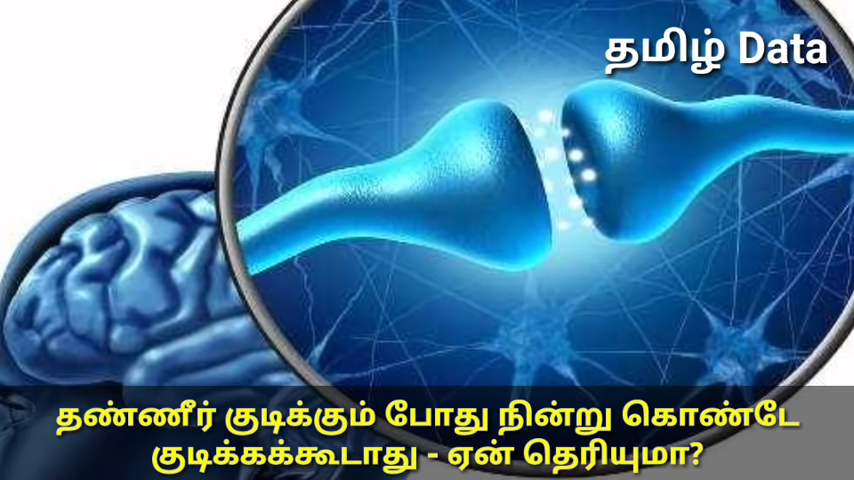 தமிழ் Data
தண்ணீர் குடிக்கும் போது நின்று கொண்டே
குடிக்கக்கூடாது - ஏன் தெரியுமா?